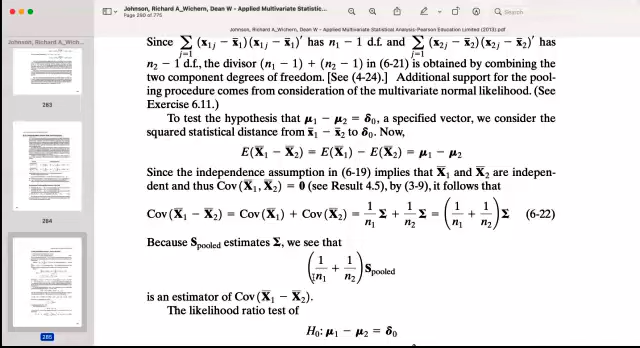 Johnson, Richard A_Wichern, Dean W - Applied Multivariate Statistic...
Page 290 of 775
Search
Johnson, Richard A_Wichern, Dean W - Applied Multivariate Statistical Analysis-Pearson Education Limited (2013).pdf
Johnson, Richard A_Wich...
283
284
285
Since ∑ⱼ₌₁ (x₁ⱼ − x̄₁)(x₁ⱼ − x̄₁)′ has n₁ − 1 d.f. and ∑ⱼ₌₁ (x₂ⱼ − x̄₂)(x₂ⱼ − x̄₂)′ has
n₂ − 1 d.f., the divisor (n₁ − 1) + (n₂ − 1) in (6-21) is obtained by combining the
two component degrees of freedom. [See (4-24).] Additional support for the pool-
ing procedure comes from consideration of the multivariate normal likelihood. (See
Exercise 6.11.)
To test the hypothesis that μ₁ − μ₂ = δ₀, a specified vector, we consider the
squared statistical distance from x̄₁ − x̄₂ to δ₀. Now,
E(X̄₁ − X̄₂) = E(X̄₁) − E(X̄₂) = μ₁ − μ₂
Since the independence assumption in (6-19) implies that X̄₁ and X̄₂ are indepen-
dent and thus Cov(X̄₁, X̄₂) = 0 (see Result 4.5), by (3-9), it follows that
Cov(X̄₁ − X̄₂) = Cov(X̄₁) + Cov(X̄₂) = 1/n₁ Σ + 1/n₂ Σ = (1/n₁ + 1/n₂) Σ (6-22)
Because S_pooled estimates Σ, we see that
(1/n₁ + 1/n₂) S_pooled
is an estimator of Cov(X̄₁ − X̄₂).
The likelihood ratio test of
H₀: μ₁ − μ₂ = δ₀